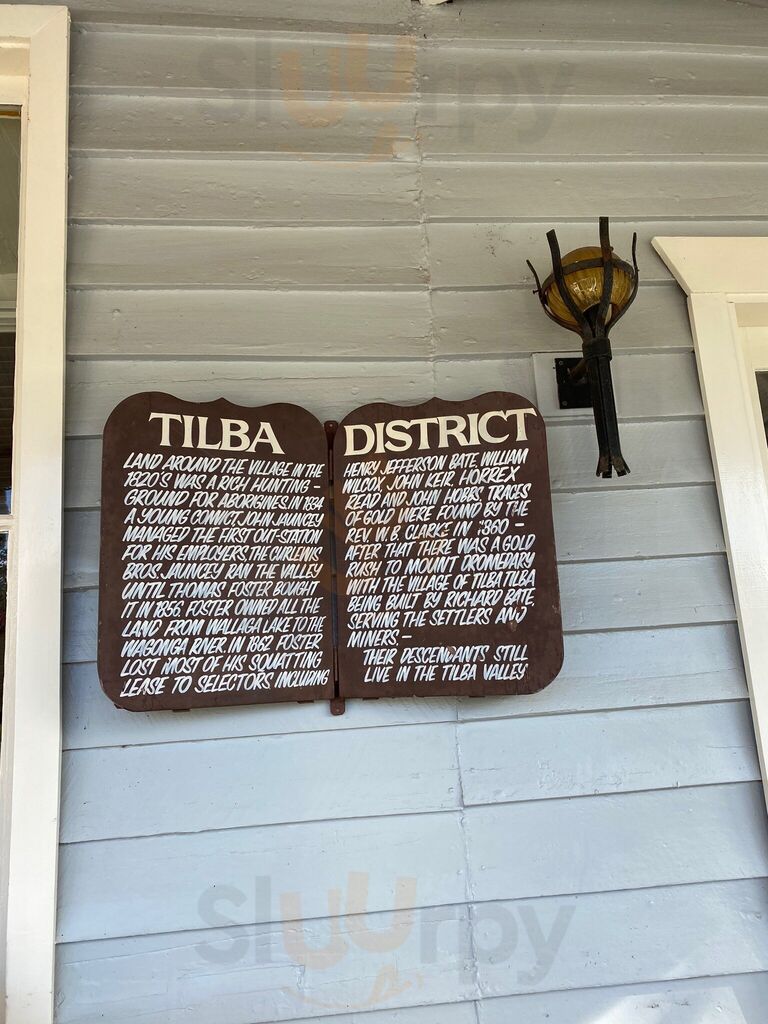 Sluurpy
TILBA
LAND AROUND THE VILLAGE IN THE
1820'S WAS A RICH HUNTING -
GROUND FOR ABORIGINES. IN 1834
A YOUNG CONVICT, JOHN JAUNCEY
MANAGED THE FIRST OUT-STATION
FOR HIS EMPLOYERS THE CURLEWIS
BROS. JAUNCEY RAN THE VALLEY
UNTIL THOMAS FOSTER BOUGHT
IT IN 1856. FOSTER OWNED ALL THE
LAND FROM WALLAGA LAKE TO THE
WAGONGA RIVER. IN 1862 FOSTER
LOST MOST OF HIS SQUATTING
LEASE TO SELECTORS INCLUDING
DISTRICT
HENRY JEFFERSON BATE, WILLIAM
WILCOX, JOHN KEIR HORREX
READ AND JOHN HOBBS. TRACES
OF GOLD WERE FOUND BY THE
REV. W. B. CLARKE IN 1860 -
AFTER THAT THERE WAS A GOLD
RUSH TO MOUNT DROMEDARY
WITH THE VILLAGE OF TILBA TILBA
BEING BUILT BY RICHARD BATE,
SERVING THE SETTLERS AND
MINERS. -
THEIR DESCENDANTS STILL
LIVE IN THE TILBA VALLEY
Sluurpy